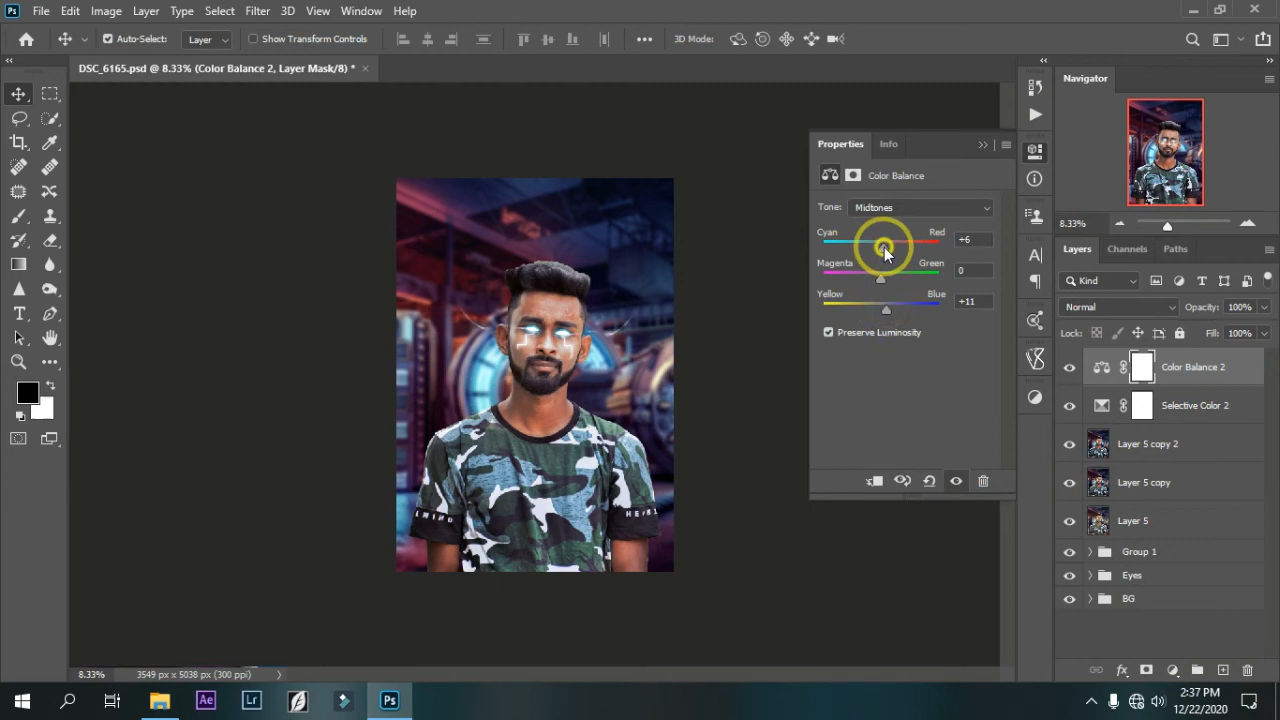 Ps File Edit Image Layer Type Select Filter 3D View Window Help
Auto-Select: Layer Show Transform Controls 3D Mode:
DSC_6165.psd @ 8.33% (Color Balance 2, Layer Mask/8) *
Navigator
8.33%
Properties Info
Color Balance
Tone: Midtones
Cyan Red +6
Magenta Green 0
Yellow Blue +11
Preserve Luminosity
Layers Channels Paths
Kind
Normal Opacity: 100%
Lock: Fill: 100%
Color Balance 2
Selective Color 2
Layer 5 copy 2
Layer 5 copy
Layer 5
Group 1
Eyes
BG
8.33% 3549 px x 5038 px (300 ppi)
Ae Lr Ps
2:37 PM
12/22/2020